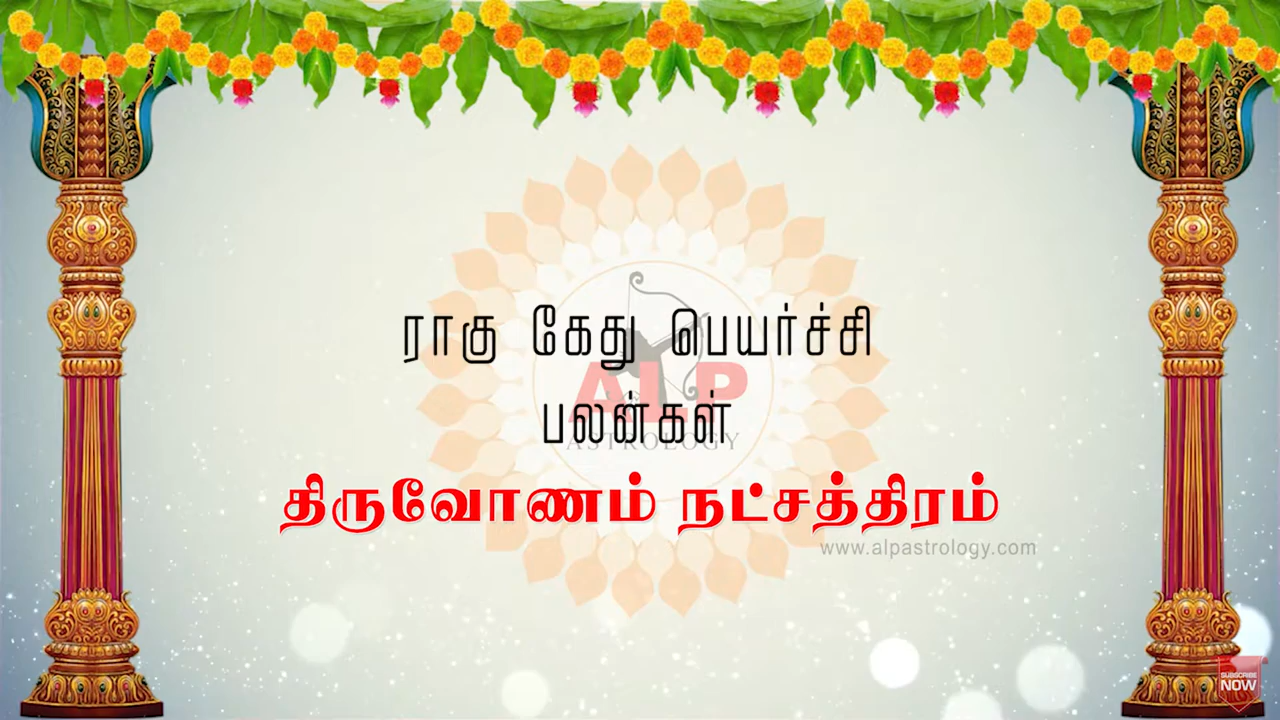 ராகு கேது பெயர்ச்சி
பலன்கள்
ALP
ASTROLOGY
திருவோணம் நட்சத்திரம்
www.alpastrology.com
SUBSCRIBE
NOW